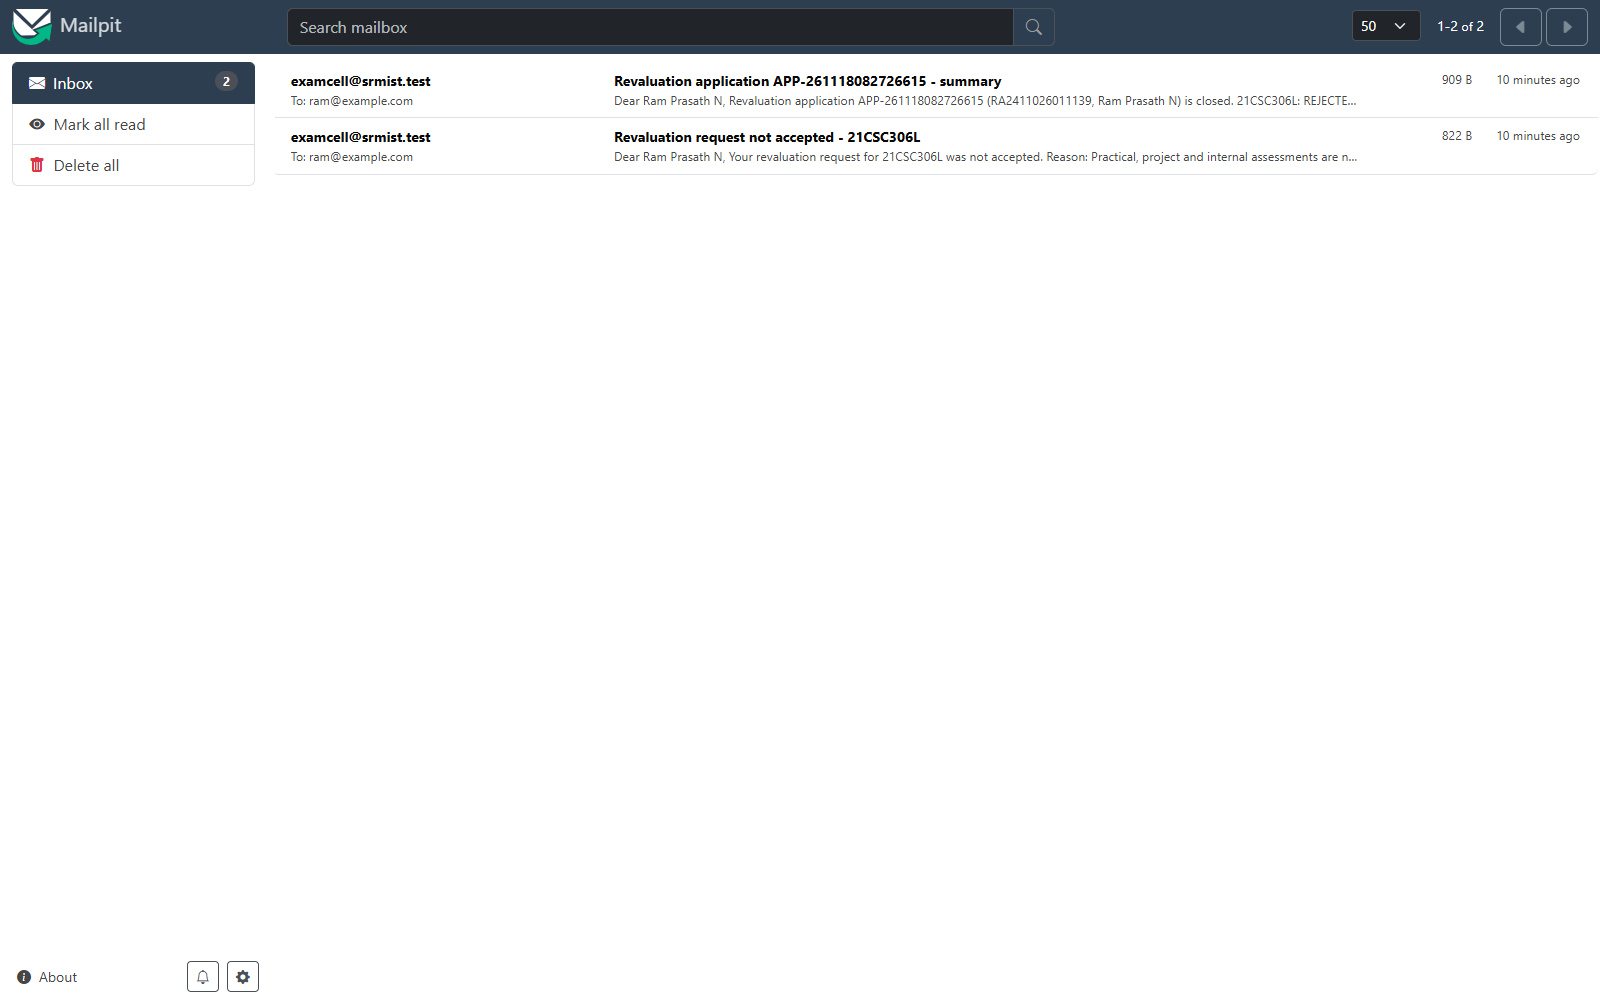 Mailpit
Search mailbox
50
1-2 of 2
Inbox
2
Mark all read
Delete all
examcell@srmist.test
To: ram@example.com
Revaluation application APP-261118082726615 - summary
Dear Ram Prasath N, Revaluation application APP-261118082726615 (RA2411026011139, Ram Prasath N) is closed. 21CSC306L: REJECTE...
909 B
10 minutes ago
examcell@srmist.test
To: ram@example.com
Revaluation request not accepted - 21CSC306L
Dear Ram Prasath N, Your revaluation request for 21CSC306L was not accepted. Reason: Practical, project and internal assessments are n...
822 B
10 minutes ago
About